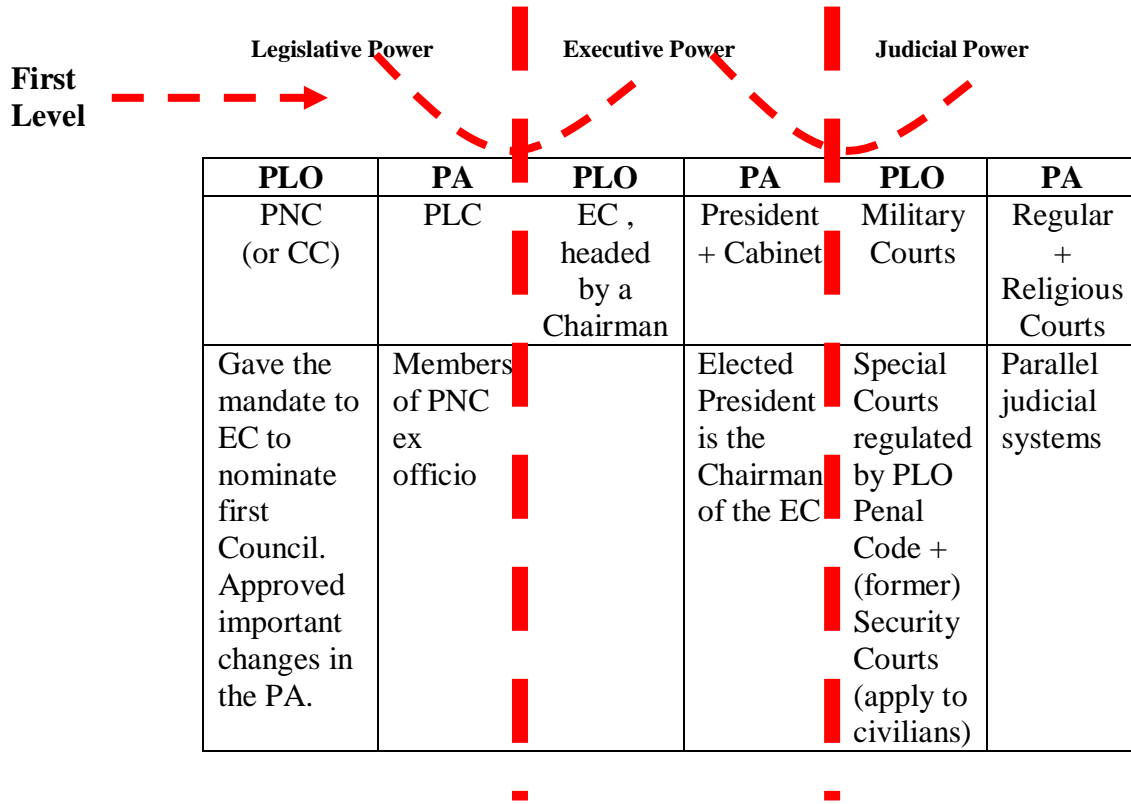 Legislative Power
Executive Power
Judicial Power
First
Level
PLO
PA
PLO
PA
PLO
PA
PNC
(or CC)
PLC
EC ,
headed
by a
Chairman
President
+ Cabinet
Military
Courts
Regular
+
Religious
Courts
Gave the
mandate to
EC to
nominate
first
Council.
Approved
important
changes in
the PA.
Members
of PNC
ex
officio
Elected
President
is the
Chairman
of the EC
Special
Courts
regulated
by PLO
Penal
Code +
(former)
Security
Courts
(apply to
civilians)
Parallel
judicial
systems